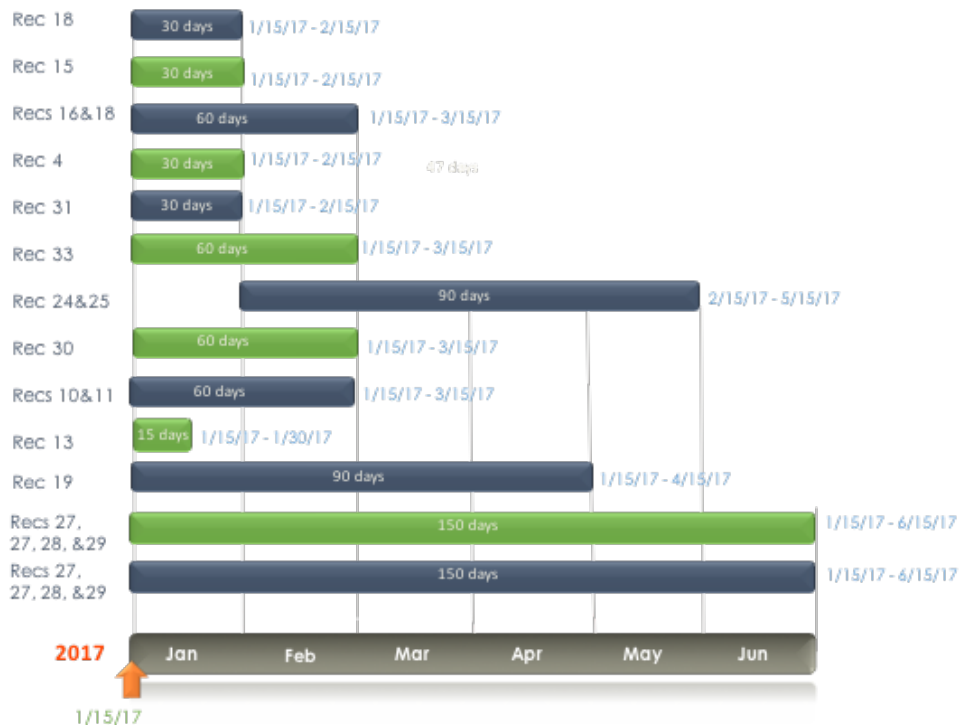 Rec 18
30 days
1/15/17 - 2/15/17
Rec 15
30 days
1/15/17 - 2/15/17
Recs 16&18
60 days
1/15/17 - 3/15/17
Rec 4
30 days
1/15/17 - 2/15/17
47 days
Rec 31
30 days
1/15/17 - 2/15/17
Rec 33
60 days
1/15/17 - 3/15/17
Rec 24&25
90 days
2/15/17 - 5/15/17
Rec 30
60 days
1/15/17 - 3/15/17
Recs 10&11
60 days
1/15/17 - 3/15/17
Rec 13
15 days
1/15/17 - 1/30/17
Rec 19
90 days
1/15/17 - 4/15/17
Recs 27,
27, 28, &29
150 days
1/15/17 - 6/15/17
Recs 27,
27, 28, &29
150 days
1/15/17 - 6/15/17
2017
Jan
Feb
Mar
Apr
May
Jun
1/15/17